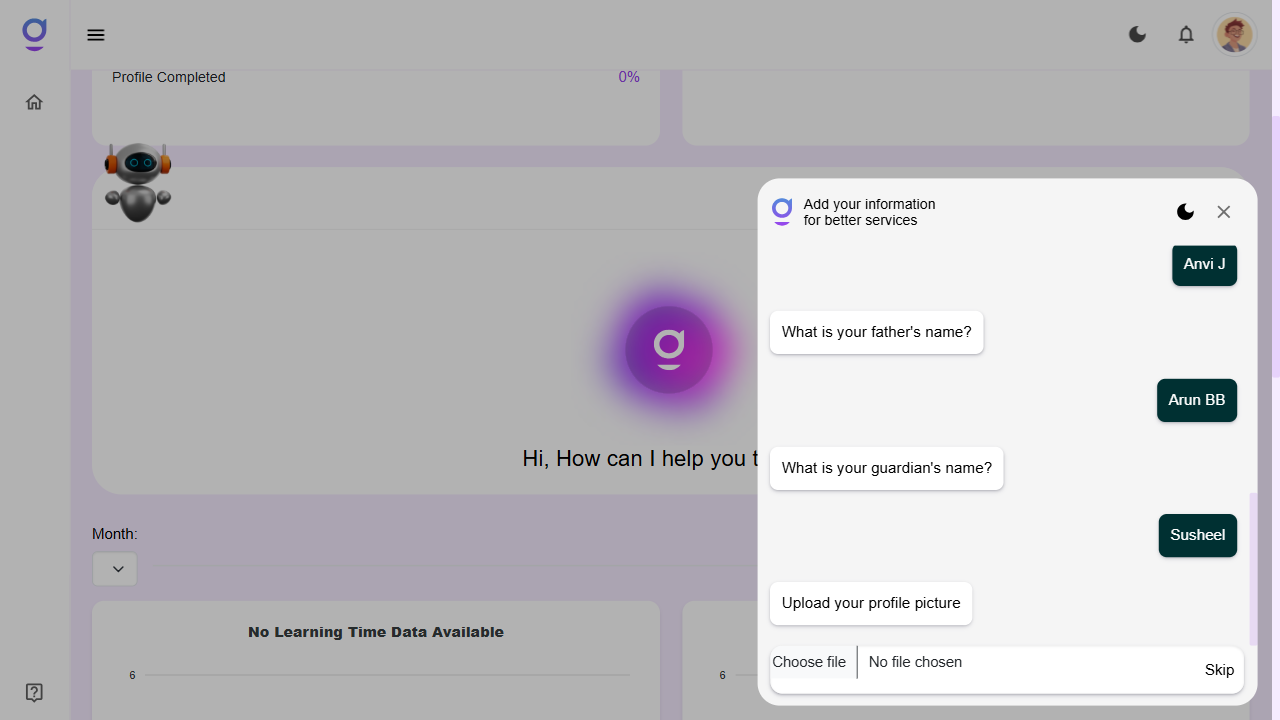 Profile Completed
0%
Hi, How can I help you t
Month:
No Learning Time Data Available
6
6
Add your information
for better services
Anvi J
What is your father's name?
Arun BB
What is your guardian's name?
Susheel
Upload your profile picture
Choose file
No file chosen
Skip